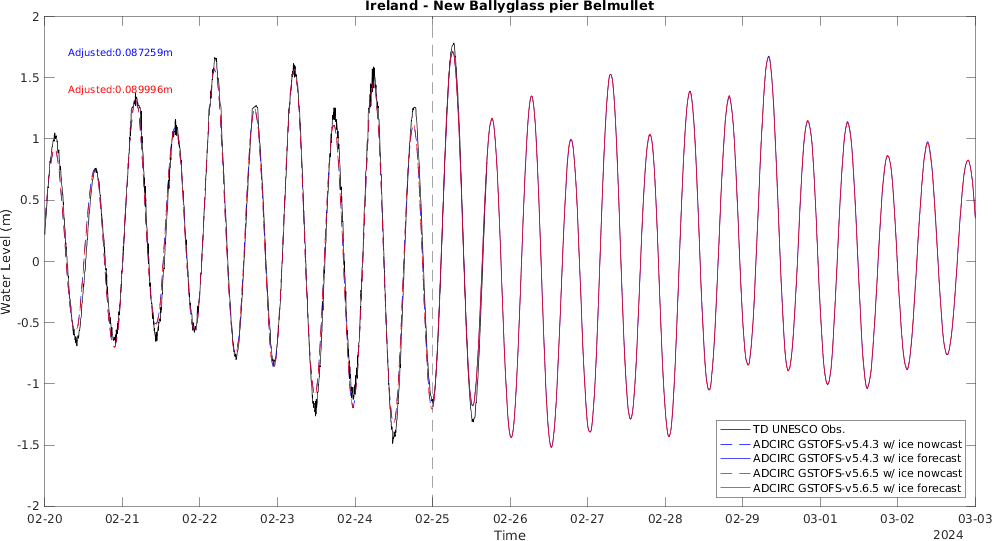 Ireland - New Ballyglass pier Belmullet
2
1.5
1
0.5
0
-0.5
-1
-1.5
-2
Water Level (m)
Adjusted:0.087259m
Adjusted:0.089996m
TD UNESCO Obs.
ADCIRC GSTOFS-v5.4.3 w/ ice nowcast
ADCIRC GSTOFS-v5.4.3 w/ ice forecast
ADCIRC GSTOFS-v5.6.5 w/ ice nowcast
ADCIRC GSTOFS-v5.6.5 w/ ice forecast
02-20 02-21 02-22 02-23 02-24 02-25 02-26 02-27 02-28 02-29 03-01 03-02 03-03
Time
2024